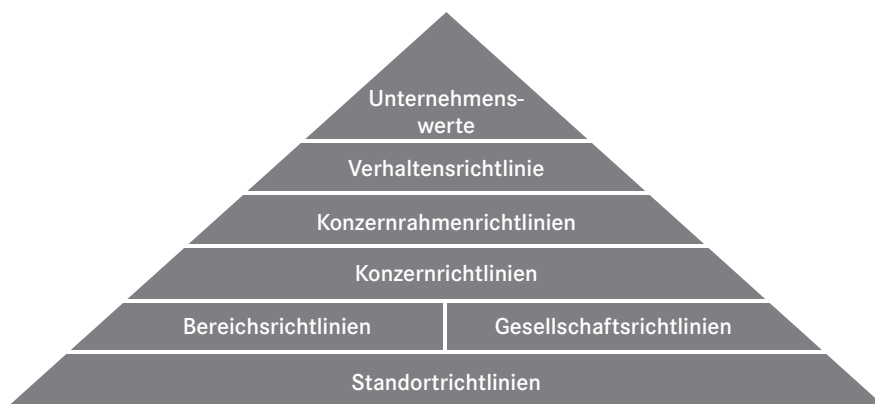 Unternehmens-
werte
Verhaltensrichtlinie
Konzernrahmenrichtlinien
Konzernrichtlinien
Bereichsrichtlinien
Gesellschaftsrichtlinien
Standortrichtlinien